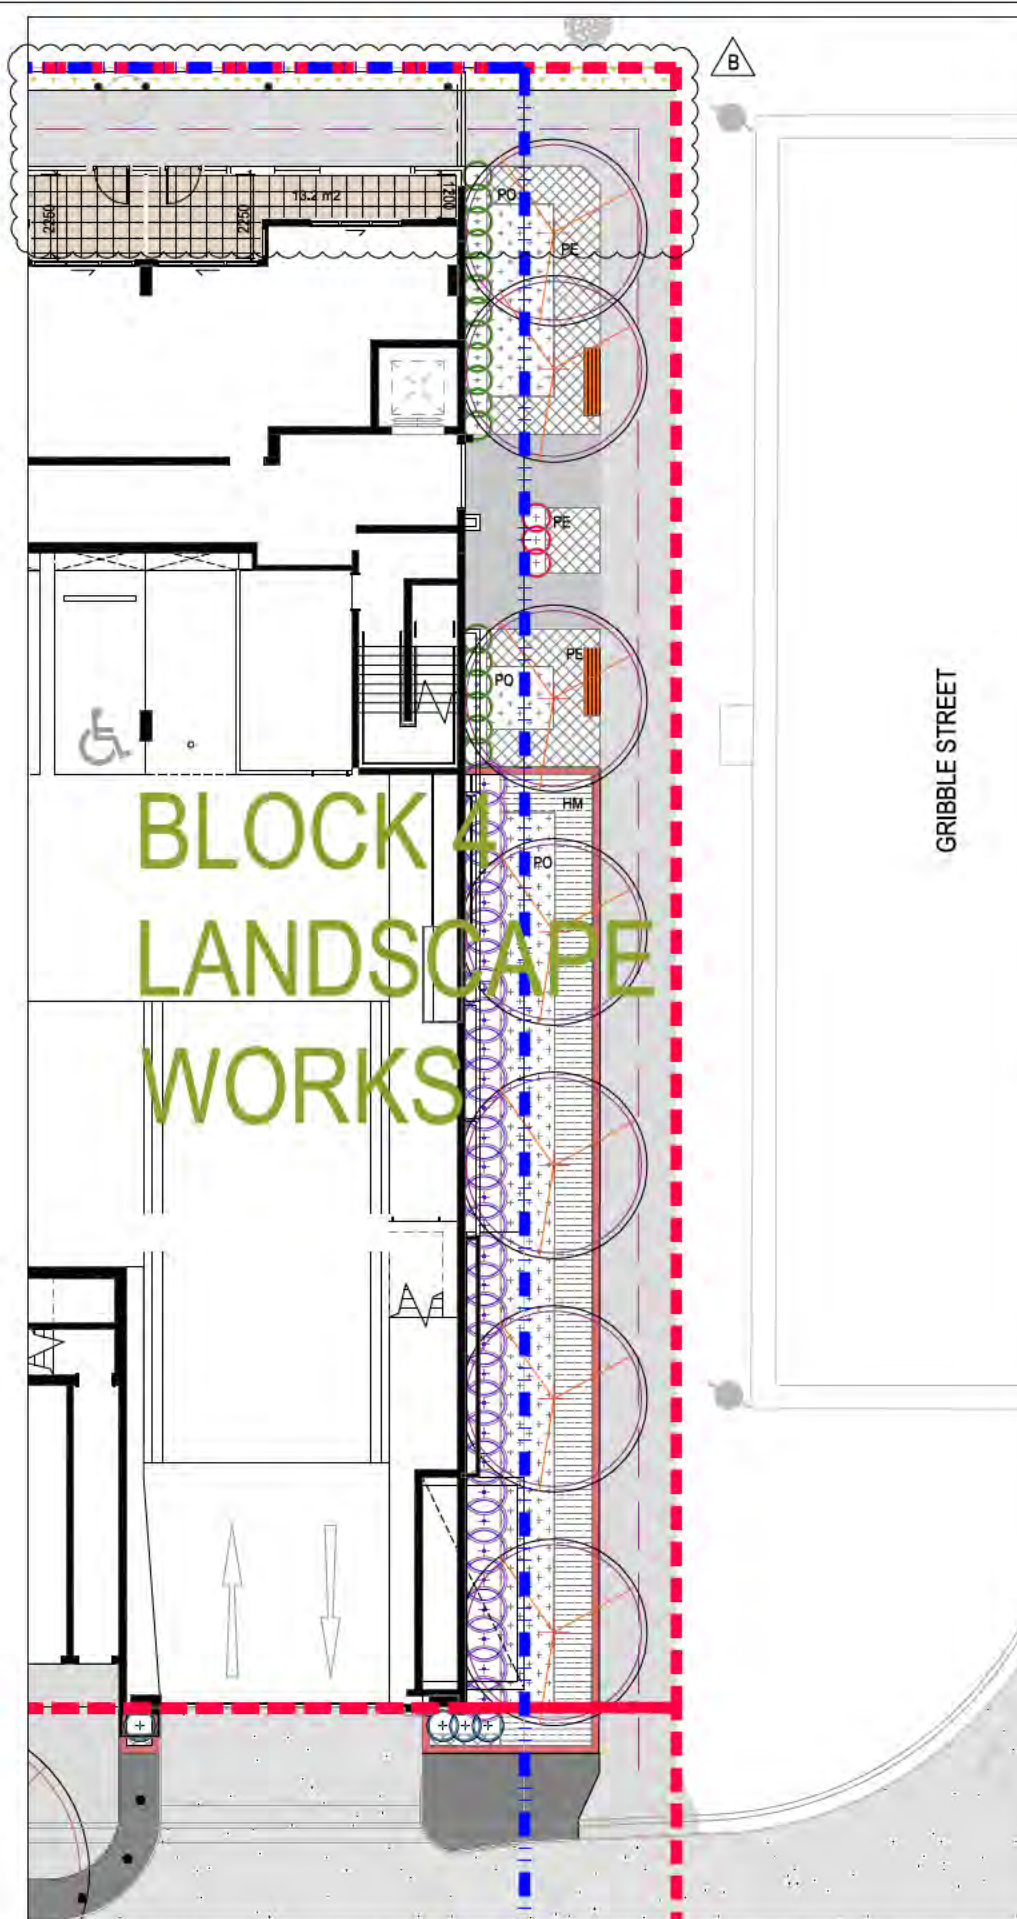 B
2250
2250
13.2 m2
1200
PO
PE
PE
PE
PO
HM
PO
GRIBBLE STREET
BLOCK 4
LANDSCAPE
WORKS